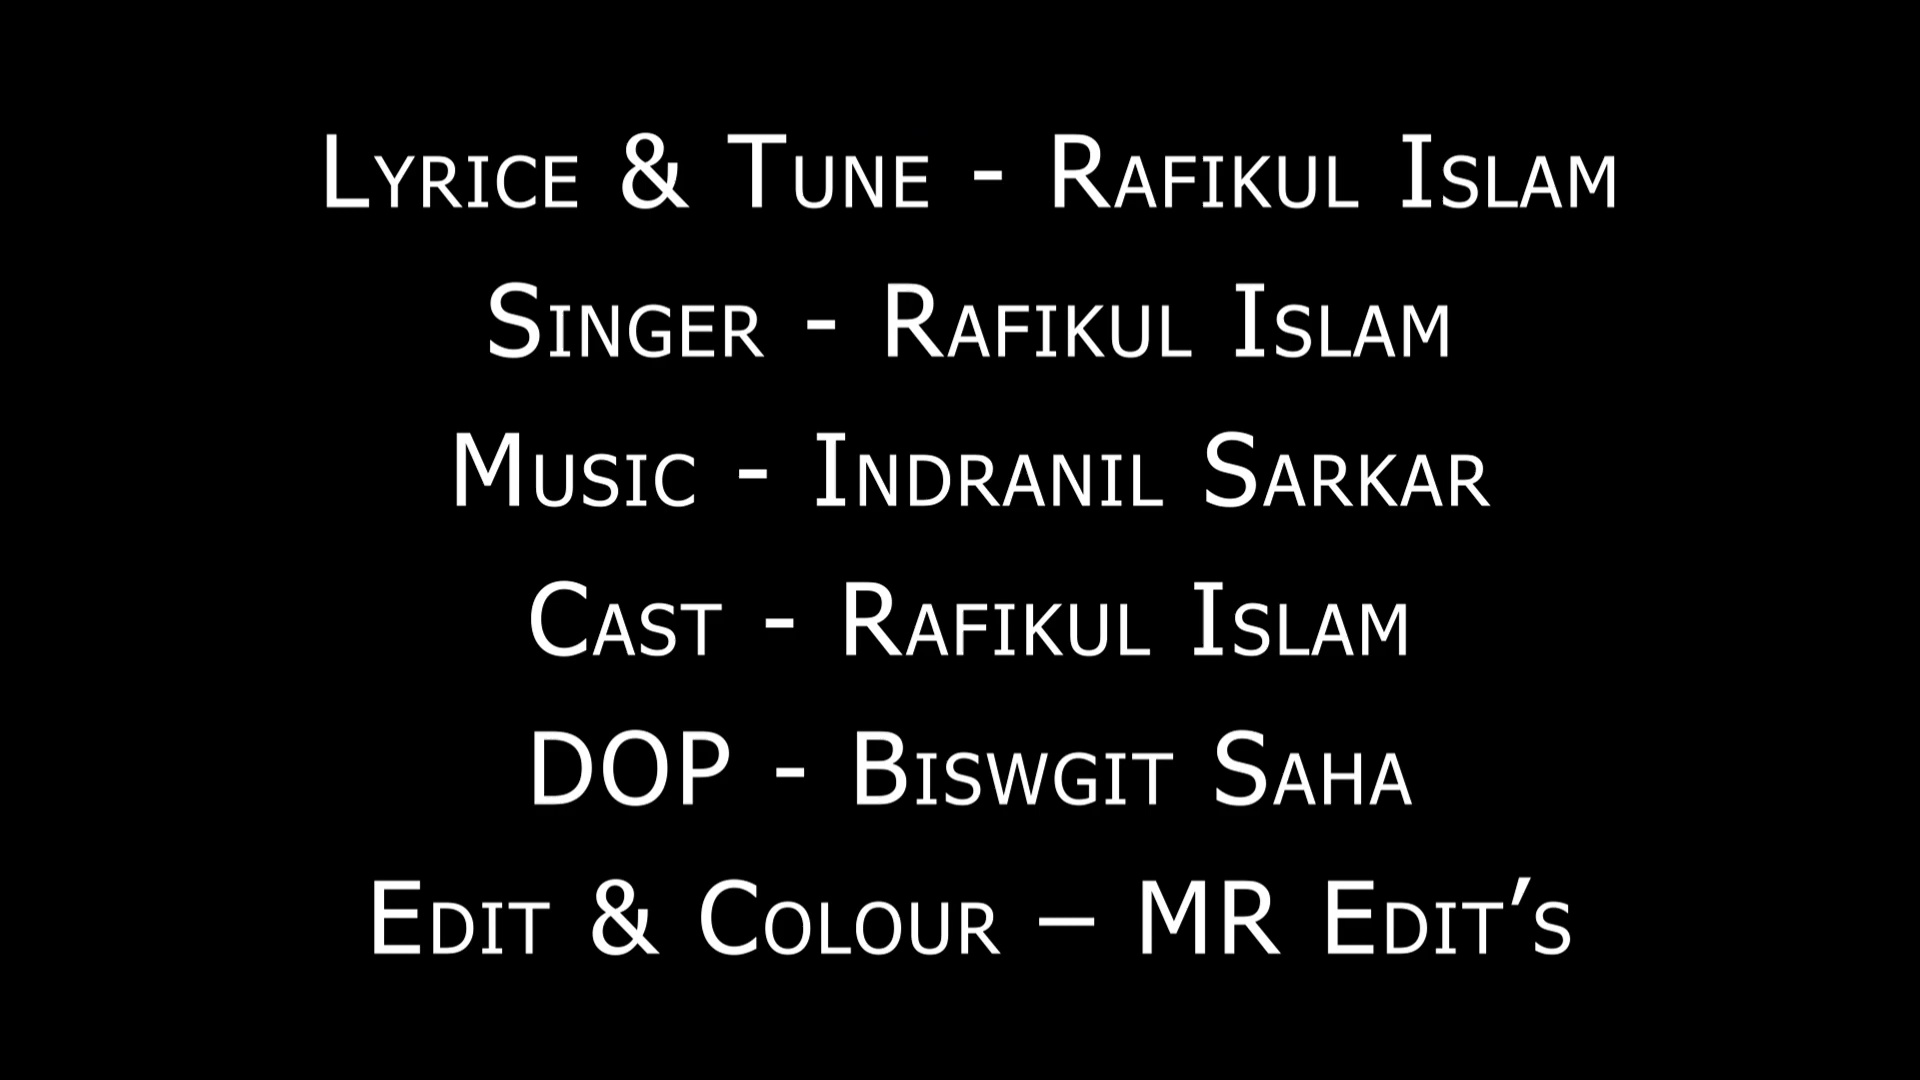 Lyrice & Tune - Rafikul Islam
Singer - Rafikul Islam
Music - Indranil Sarkar
Cast - Rafikul Islam
DOP - Biswgit Saha
Edit & Colour – MR Edit’s